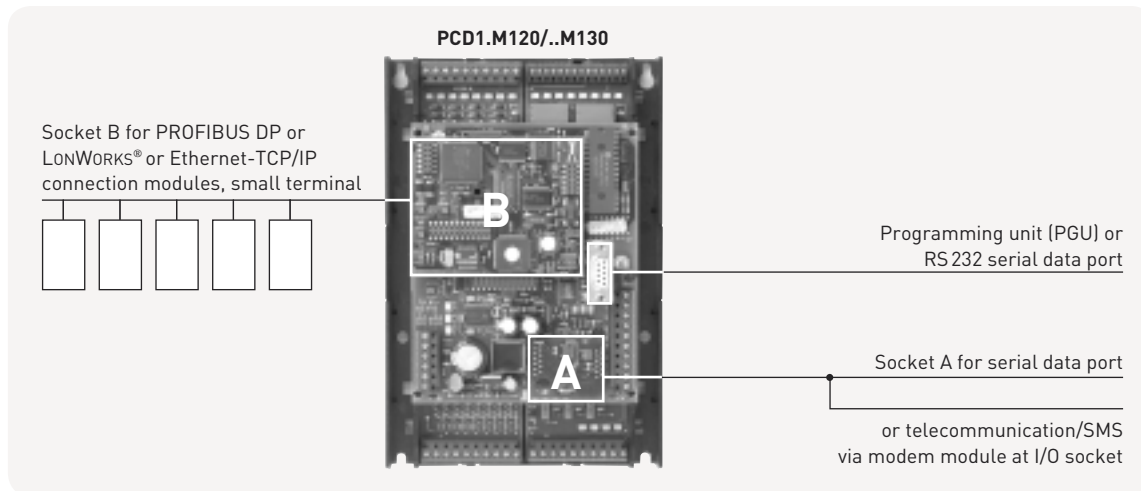 PCD1.M120/..M130
Socket B for PROFIBUS DP or
LONWORKS® or Ethernet-TCP/IP
connection modules, small terminal
B
Programming unit (PGU) or
RS 232 serial data port
A
Socket A for serial data port
or telecommunication/SMS
via modem module at I/O socket